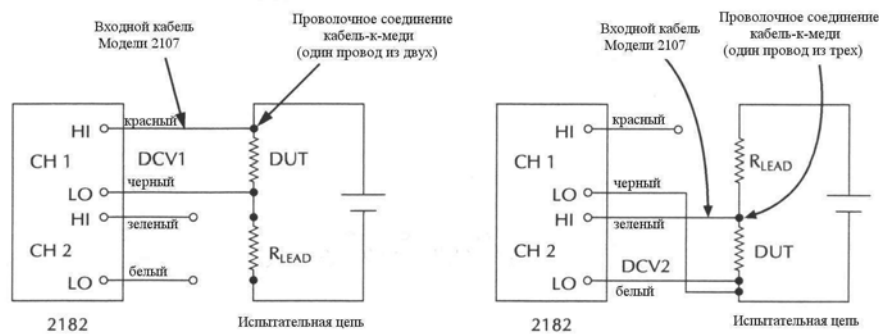 Входной кабель
Модели 2107
Проволочное соединение
кабель-к-меди
(один провод из двух)
HI
красный
CH 1
DCV1
DUT
LO
черный
HI
зеленый
CH 2
RLEAD
LO
белый
2182
Испытательная цепь
Входной кабель
Модели 2107
Проволочное соединение
кабель-к-меди
(один провод из трех)
HI
красный
CH 1
RLEAD
LO
черный
HI
зеленый
CH 2
DUT
LO
DCV2
белый
2182
Испытательная цепь